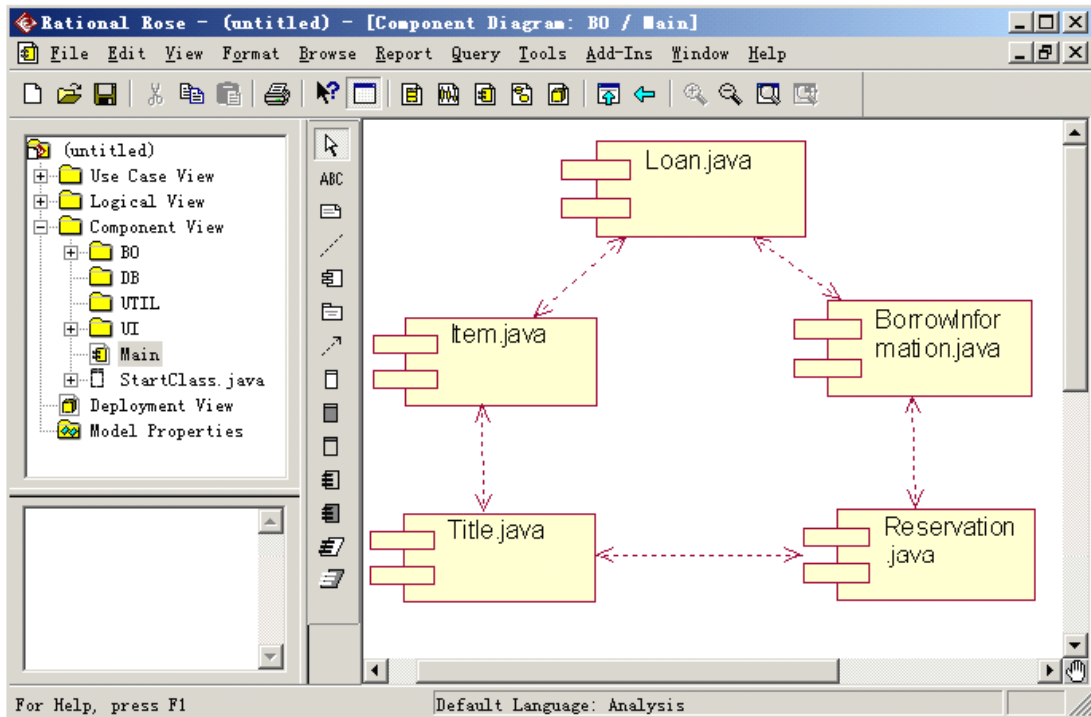 Rational Rose - (untitled) - [Component Diagram: BO / Main]
File Edit View Format Browse Report Query Tools Add-Ins Window Help
(untitled)
Use Case View
Logical View
Component View
BO
DB
UTIL
UI
Main
StartClass.java
Deployment View
Model Properties
ABC
Loan.java
Item.java
BorrowInfor
mation.java
Title.java
Reservation
.java
For Help, press F1
Default Language: Analysis